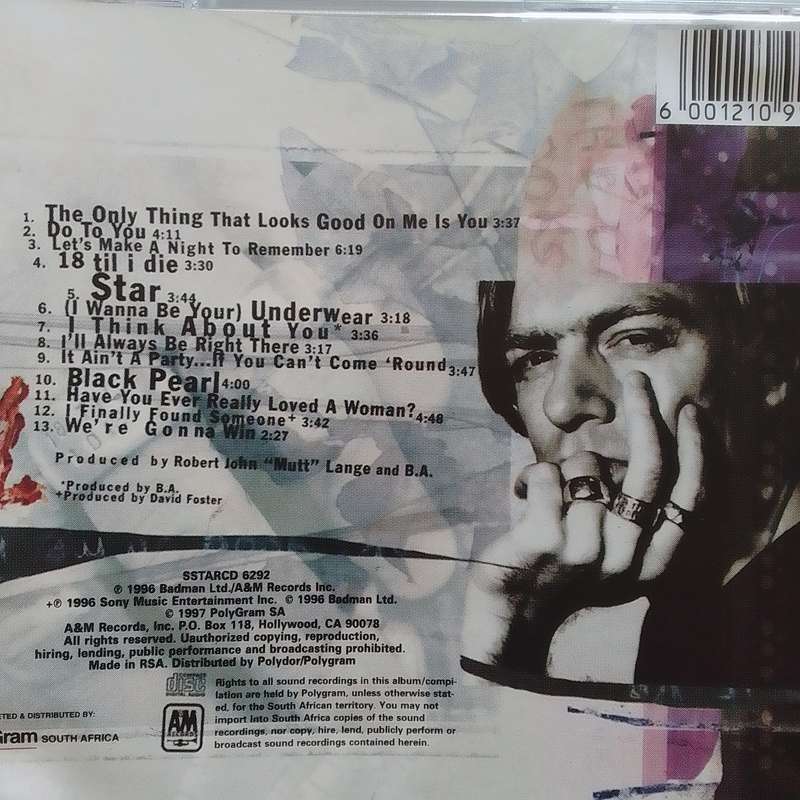 6 001210 9
1. The Only Thing That Looks Good On Me Is You 3:37
2. Do To You 4:11
3. Let's Make A Night To Remember 6:19
4. 18 til i die 3:30
5. Star 3:44
6. (I Wanna Be Your) Underwear 3:18
7. I Think About You* 3:36
8. I'll Always Be Right There 3:17
9. It Ain't A Party...If You Can't Come 'Round 3:47
10. Black Pearl 4:00
11. Have You Ever Really Loved A Woman? 4:48
12. I Finally Found Someone+ 3:42
13. We're' Gonna Win 2:27
Produced by Robert John "Mutt" Lange and B.A.
*Produced by B.A.
+Produced by David Foster
SSTARCD 6292
℗ 1996 Badman Ltd./A&M Records Inc.
+℗ 1996 Sony Music Entertainment Inc. © 1996 Badman Ltd.
© 1997 PolyGram SA
A&M Records, Inc. P.O. Box 118, Hollywood, CA 90078
All rights reserved. Uauthorized copying, reproduction,
hiring, lending, public performance and broadcasting prohibited.
Made in RSA. Distributed by Polydor/Polygram
COMPACT
disc
DIGITAL AUDIO
Rights to all sound recordings in this album/compi-
lation are held by Polygram, unless otherwise stat-
ed, for the South African territory. You may not
import into South Africa copies of the sound
recordings, nor copy, hire, lend, publicly perform or
broadcast sound recordings contained herein.
A&M
RECORDS
ETED & DISTRIBUTED BY:
Gram SOUTH AFRICA